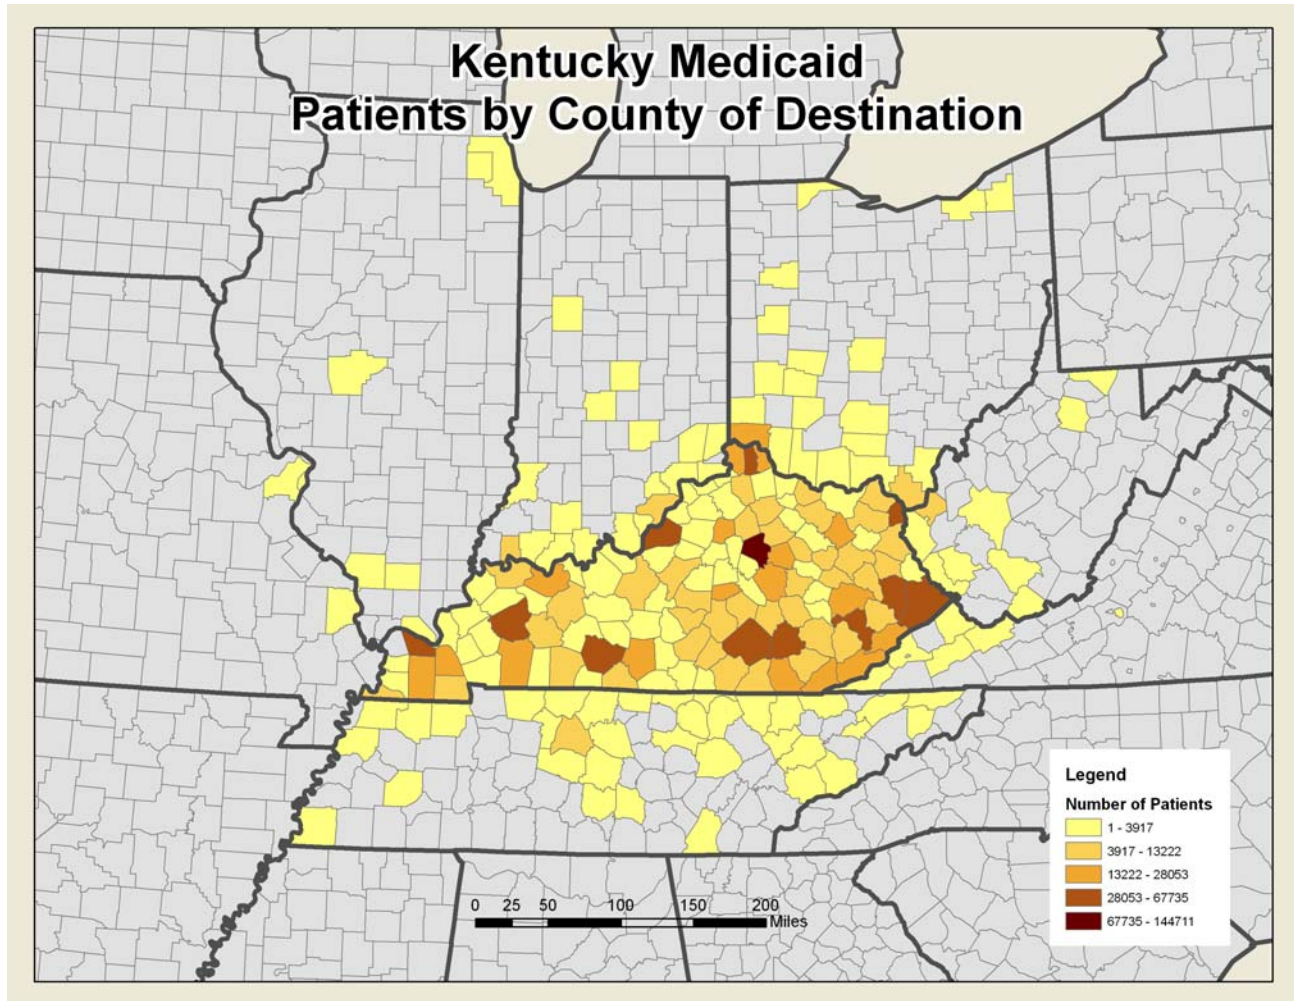 Kentucky Medicaid
Patients by County of Destination
Legend
Number of Patients
1 - 3917
3917 - 13222
13222 - 28053
28053 - 67735
67735 - 144711
0 25 50 100 150 200
Miles